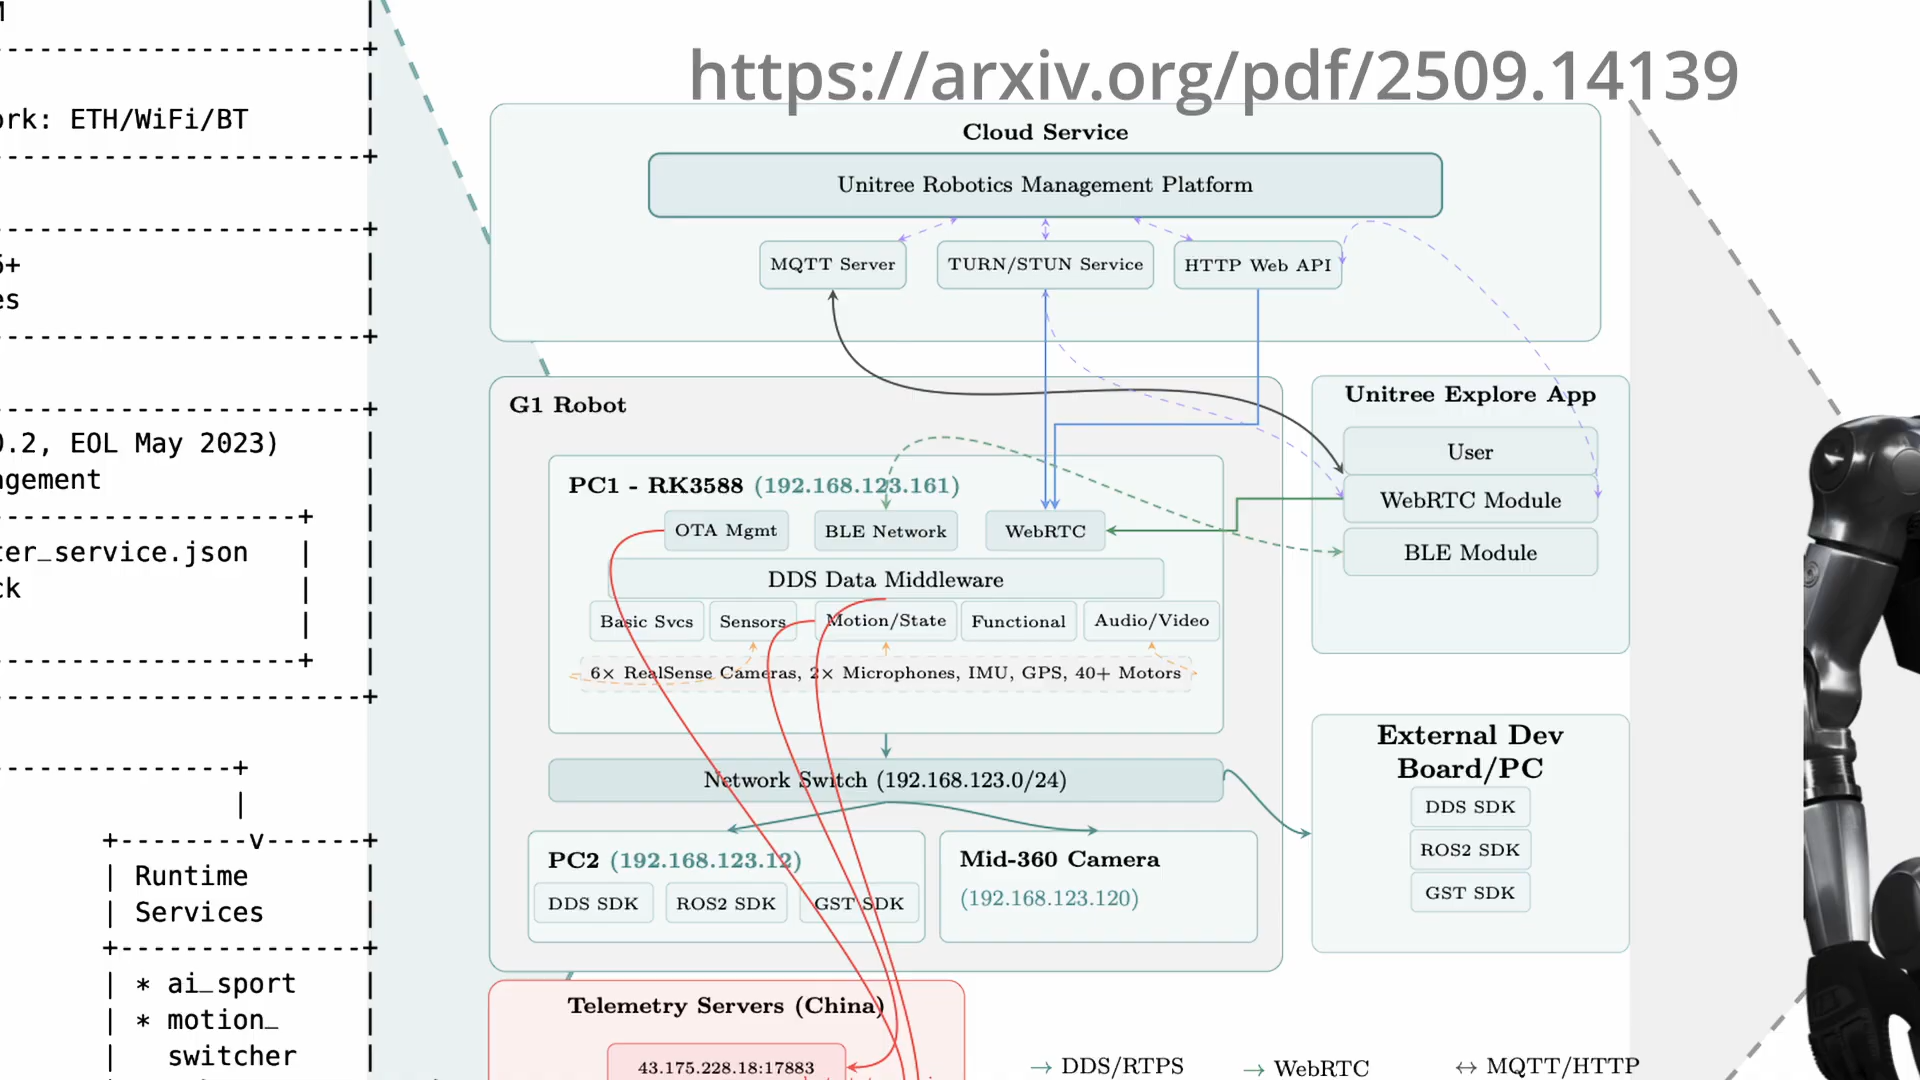 https://arxiv.org/pdf/2509.14139
ork: ETH/WiFi/BT
es
0.2, EOL May 2023)
agement
ter_service.json
ck
Runtime
Services
* ai_sport
* motion_
switcher
Cloud Service
Unitree Robotics Management Platform
MQTT Server
TURN/STUN Service
HTTP Web API
G1 Robot
PC1 - RK3588 (192.168.123.161)
OTA Mgmt
BLE Network
WebRTC
DDS Data Middleware
Basic Svcs
Sensors
Motion/State
Functional
Audio/Video
6× RealSense Cameras, 2× Microphones, IMU, GPS, 40+ Motors
Network Switch (192.168.123.0/24)
PC2 (192.168.123.12)
DDS SDK
ROS2 SDK
GST SDK
Mid-360 Camera
(192.168.123.120)
Unitree Explore App
User
WebRTC Module
BLE Module
External Dev
Board/PC
DDS SDK
ROS2 SDK
GST SDK
Telemetry Servers (China)
43.175.228.18:17883
→ DDS/RTPS
→ WebRTC
↔ MQTT/HTTP